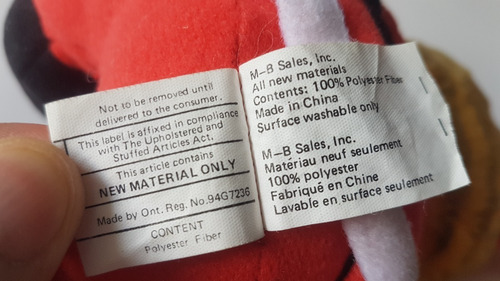 Not to be removed until
delivered to the consumer.
This label is affixed in compliance
with The Upholstered and
Stuffed Articles Act.
This article contains
NEW MATERIAL ONLY
Made by Ont. Reg. No.94G7236
CONTENT
Polyester Fiber
M-B Sales, Inc.
All new materials
Contents: 100% Polyester Fiber
Made in China
Surface washable only
M-B Sales, Inc.
Matériau neuf seulement
100% polyester
Fabriqué en Chine
Lavable en surface seulement